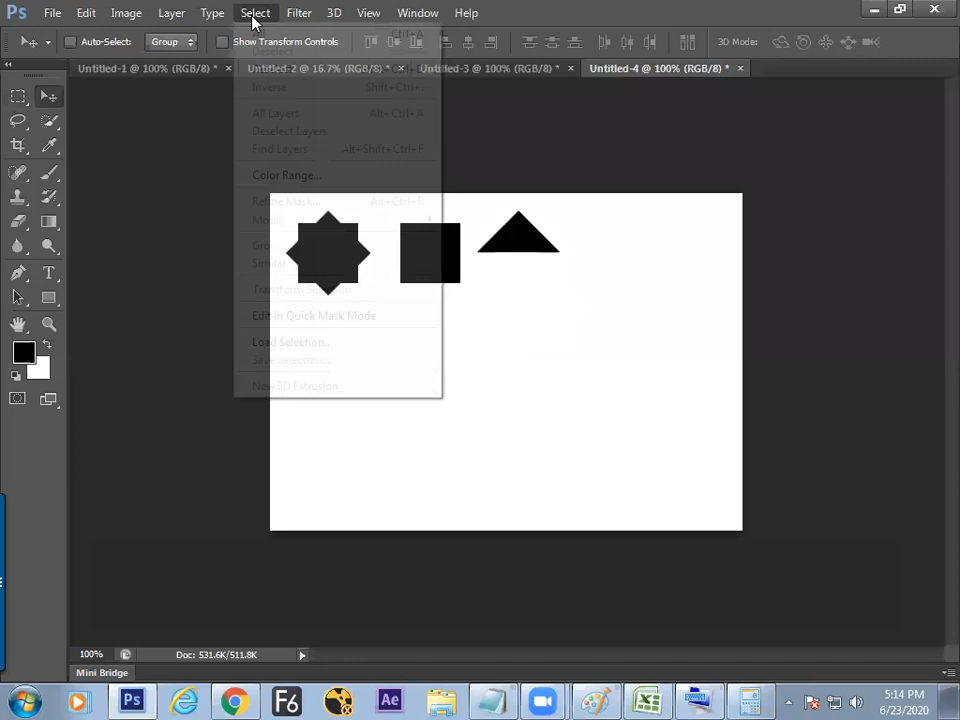 Ps File Edit Image Layer Type Select Filter 3D View Window Help
Auto-Select: Group Show Transform Controls 3D Mode:
Untitled-1 @ 100% (RGB/8) * × Untitled-2 @ 16.7% (RGB/8) * × Untitled-3 @ 100% (RGB/8) * × Untitled-4 @ 100% (RGB/8) * ×
Inverse Shift+Ctrl+
All Layers Alt+Ctrl+A
Deselect Layers
Find Layers Alt+Shift+Ctrl+F
Color Range...
Refine Mask... Alt+Ctrl+R
Similar
Transform Selection
Edit in Quick Mask Mode
Load Selection...
Save Selection...
New 3D Extrusion
100% Doc: 531.6K/511.8K
Mini Bridge
Ps F6 Ae
5:14 PM
6/23/2020